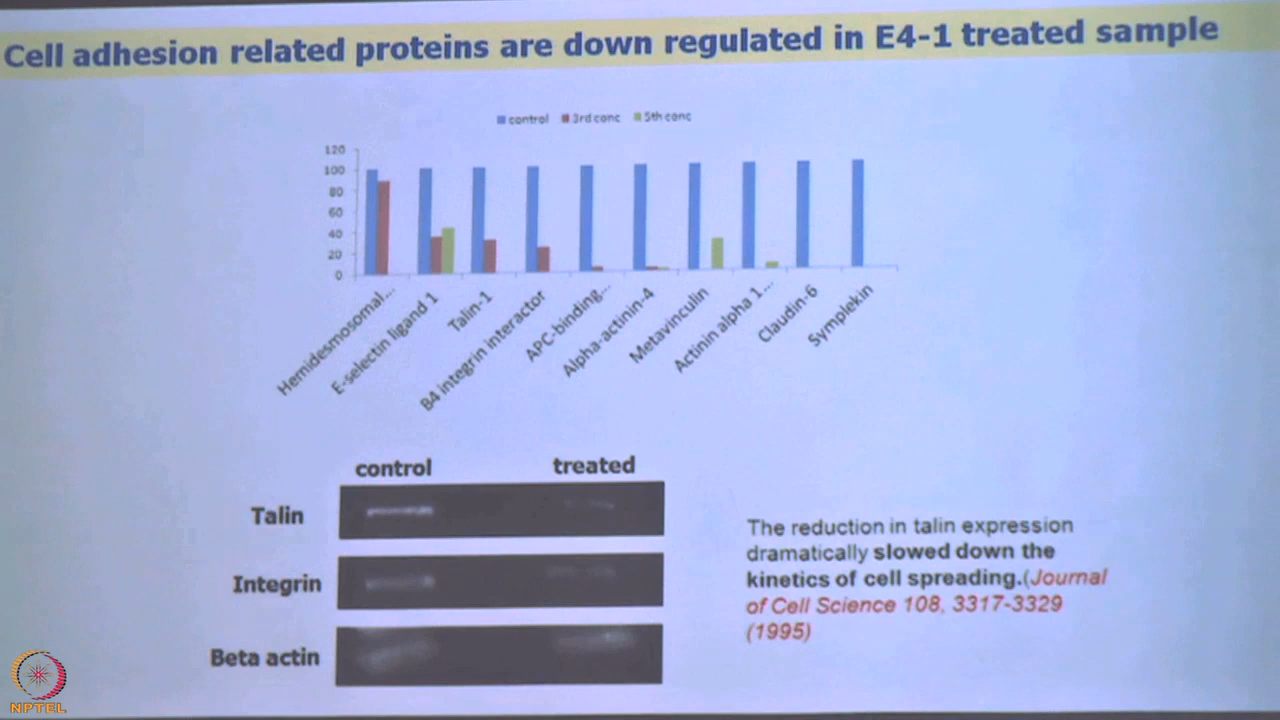 Cell adhesion related proteins are down regulated in E4-1 treated sample
control 3rd conc 5th conc
120
100
80
60
40
20
0
Hemidesmosomal...
E-selectin ligand 1
Talin-1
B4 integrin interactor
APC-binding...
Alpha-actinin-4
Metavinculin
Actinin alpha 1...
Claudin-6
Symplekin
control treated
Talin
Integrin
Beta actin
The reduction in talin expression
dramatically slowed down the
kinetics of cell spreading.(Journal
of Cell Science 108, 3317-3329
(1995)
NPTEL